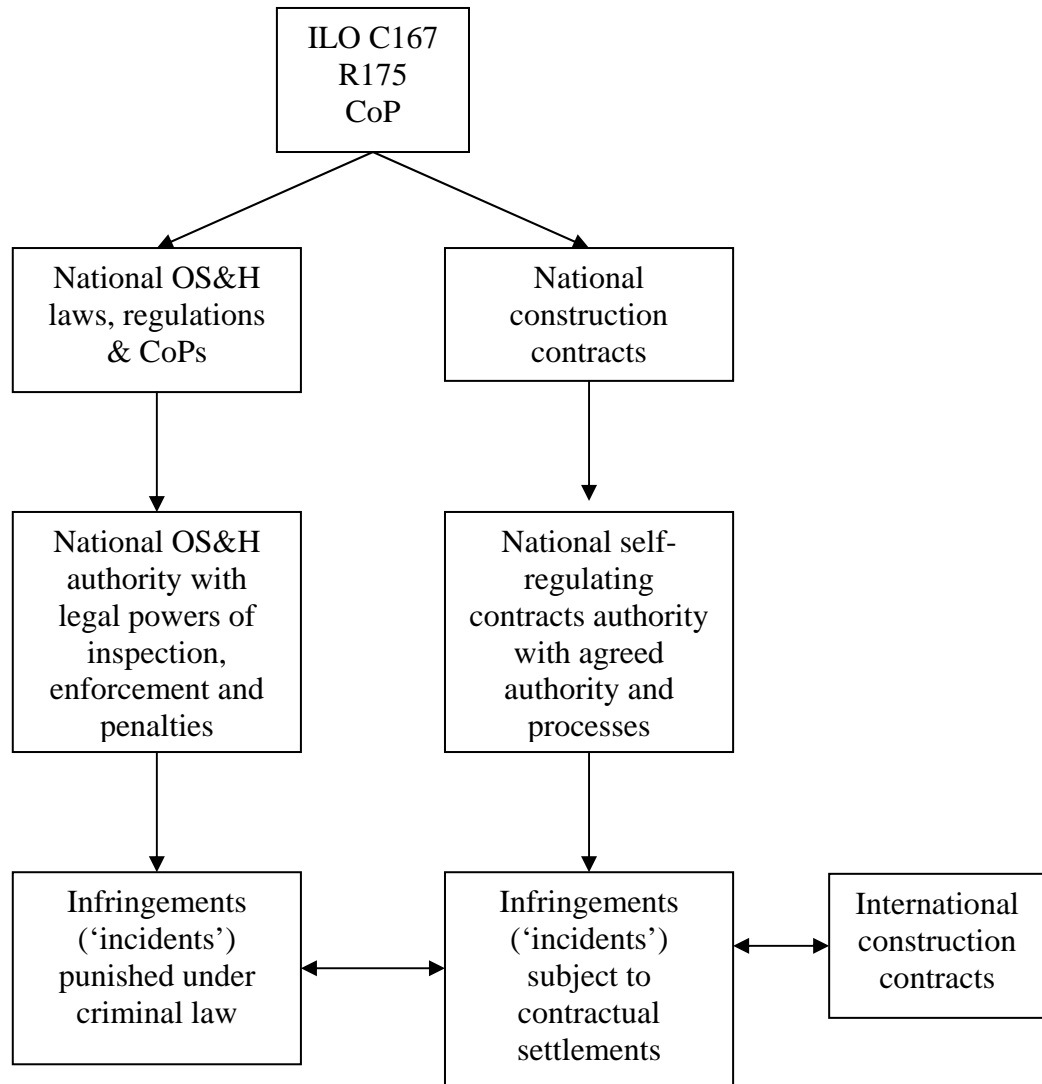 ILO C167
R175
CoP
National OS&H
laws, regulations
& CoPs
National
construction
contracts
National OS&H
authority with
legal powers of
inspection,
enforcement and
penalties
National self-
regulating
contracts authority
with agreed
authority and
processes
Infringements
(‘incidents’)
punished under
criminal law
Infringements
(‘incidents’)
subject to
contractual
settlements
International
construction
contracts